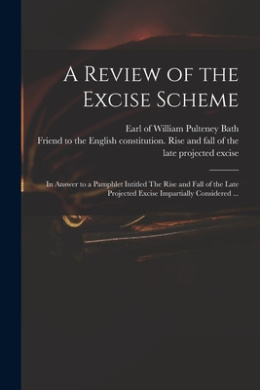 A Review of the
Excise Scheme
Earl of William Pulteney Bath
Friend to the English constitution. Rise and fall of the
late projected excise
In Answer to a Pamphlet Intitled The Rise and Fall of the Late
Projected Excise Impartially Considered ...